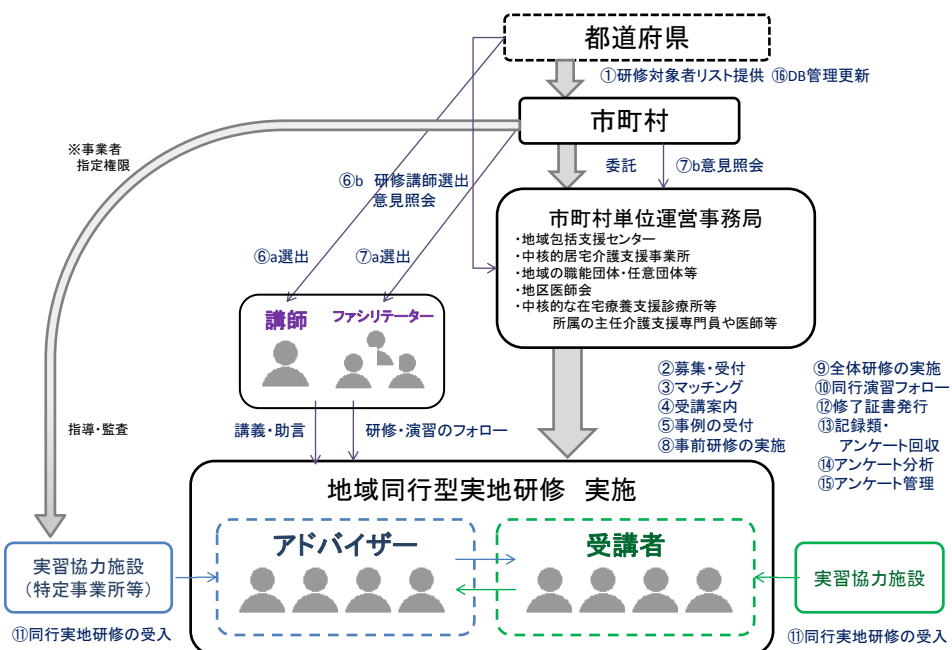 都道府県
①研修対象者リスト提供 ⑯DB管理更新
市町村
※事業者
指定権限
委託
⑦b意見照会
⑥b 研修講師選出
意見照会
市町村単位運営事務局
・地域包括支援センター
・中核的居宅介護支援事業所
・地域の職能団体・任意団体等
・地区医師会
・中核的な在宅療養支援診療所等
所属の主任介護支援専門員や医師等
⑥a選出
⑦a選出
講師
ファシリテーター
②募集・受付
③マッチング
④受講案内
⑤事例の受付
⑧事前研修の実施
⑨全体研修の実施
⑩同行演習フォロー
⑫修了証書発行
⑬記録類・
アンケート回収
⑭アンケート分析
⑮アンケート管理
指導・監査
講義・助言
研修・演習のフォロー
地域同行型実地研修 実施
アドバイザー
受講者
実習協力施設
（特定事業所等）
実習協力施設
⑪同行実地研修の受入
⑪同行実地研修の受入